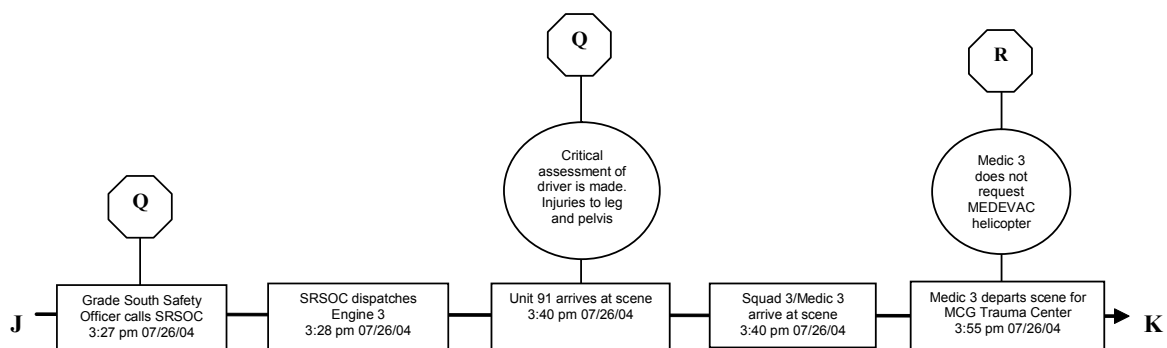 Q
R
Critical
assessment of
driver is made.
Injuries to leg
and pelvis
Medic 3
does not
request
MEDEVAC
helicopter
Q
J
Grade South Safety
Officer calls SRSOC
3:27 pm 07/26/04
SRSOC dispatches
Engine 3
3:28 pm 07/26/04
Unit 91 arrives at scene
3:40 pm 07/26/04
Squad 3/Medic 3
arrive at scene
3:40 pm 07/26/04
Medic 3 departs scene for
MCG Trauma Center
3:55 pm 07/26/04
K